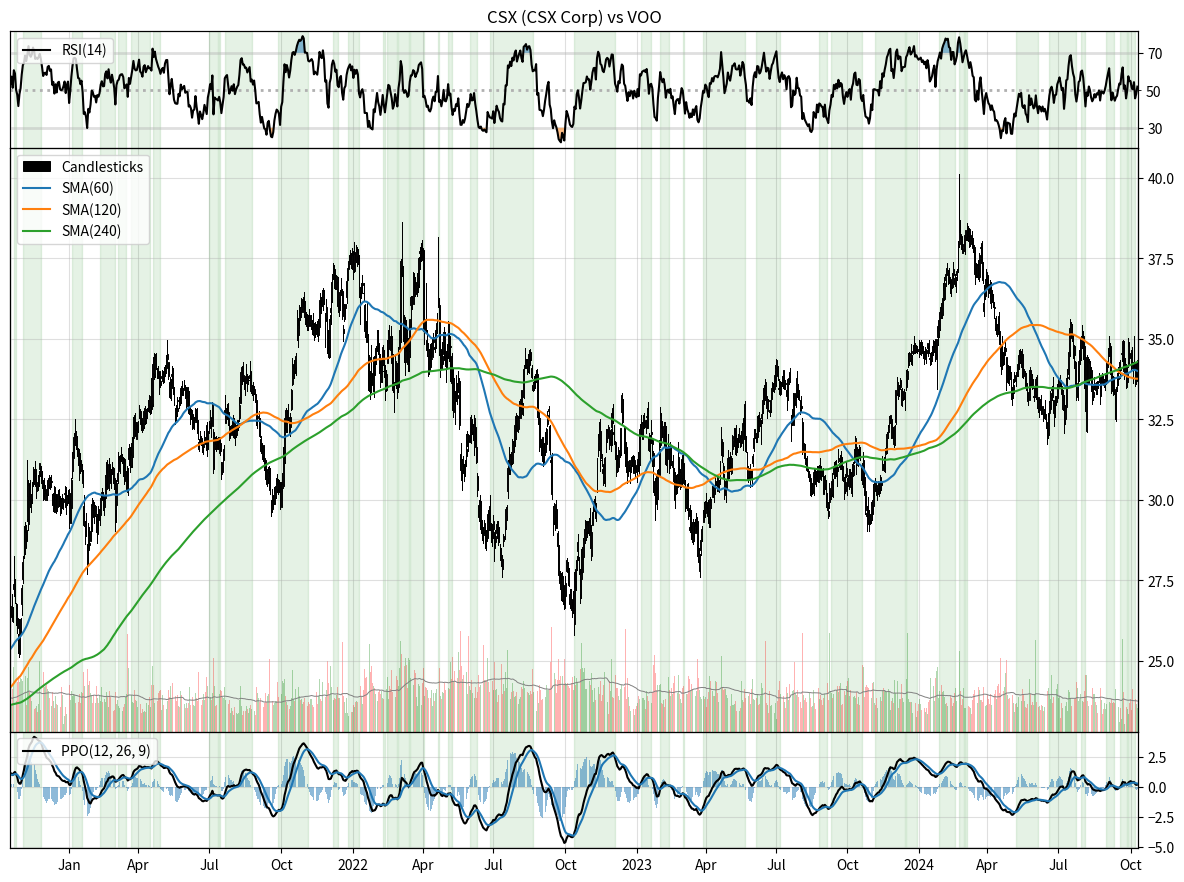 CSX (CSX Corp) vs VOO
RSI(14)
70
50
30
Candlesticks
SMA(60)
SMA(120)
SMA(240)
40.0
37.5
35.0
32.5
30.0
27.5
25.0
PPO(12, 26, 9)
2.5
0.0
−2.5
−5.0
Jan Apr Jul Oct 2022 Apr Jul Oct 2023 Apr Jul Oct 2024 Apr Jul Oct